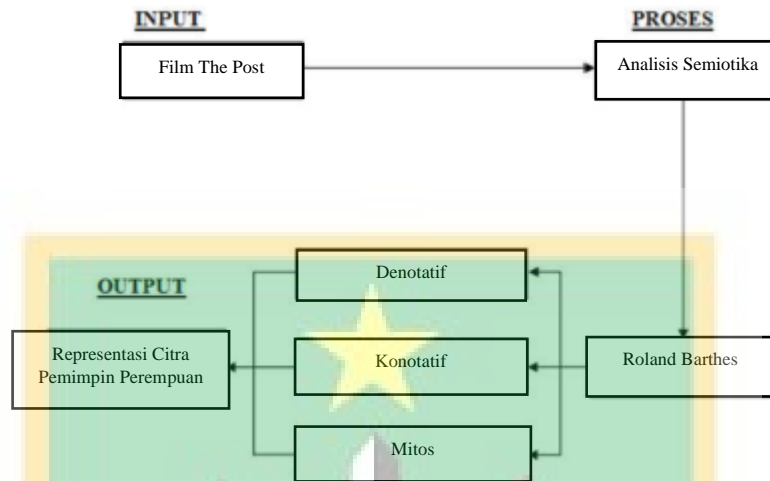 INPUT
PROSES
Film The Post
Analisis Semiotika
OUTPUT
Denotatif
Representasi Citra
Pemimpin Perempuan
Konotatif
Roland Barthes
Mitos